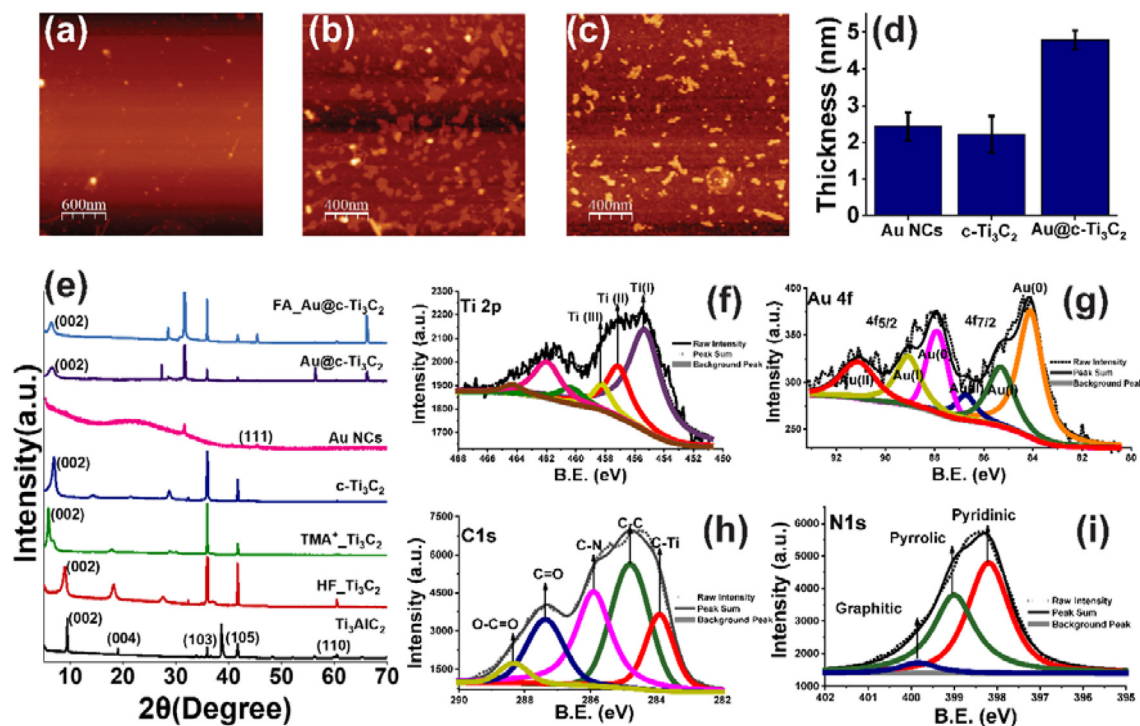 (a)
600nm
(b)
400nm
(c)
400nm
(d)
Thickness (nm)
5
4
3
2
1
0
Au NCs
c-Ti₃C₂
Au@c-Ti₃C₂
(e)
Intensity(a.u.)
FA_Au@c-Ti₃C₂
(002)
Au@c-Ti₃C₂
(002)
Au NCs
(111)
c-Ti₃C₂
(002)
TMA⁺_Ti₃C₂
(002)
HF_Ti₃C₂
(002)
Ti₃AlC₂
(002)
(004)
(103)
(105)
(110)
10 20 30 40 50 60 70
2θ(Degree)
(f)
Ti 2p
Ti (III)
Ti (II)
Ti(I)
Raw Intensity
Peak Sum
Background Peak
Intensity (a.u.)
2100
2000
1900
1800
1700
468 466 464 462 460 458 456 454 452 450
B.E. (eV)
(g)
Au 4f
4f5/2
4f7/2
Au(0)
Au(0)
Au(I)
Au(II)
Au(I)
Raw Intensity
Peak Sum
Background Peak
Intensity (a.u.)
400
350
300
250
92 90 88 86 84 82 80
B.E. (eV)
(h)
C1s
O-C=O
C=O
C-N
C-C
C-Ti
Raw Intensity
Peak Sum
Background Peak
Intensity (a.u.)
7500
6000
4500
3000
1500
290 288 286 284 282
B.E. (eV)
(i)
N1s
Graphitic
Pyrrolic
Pyridinic
Raw Intensity
Peak Sum
Background Peak
Intensity (a.u.)
6000
5000
4000
3000
2000
1000
402 401 400 399 398 397 396 395
B.E. (eV)